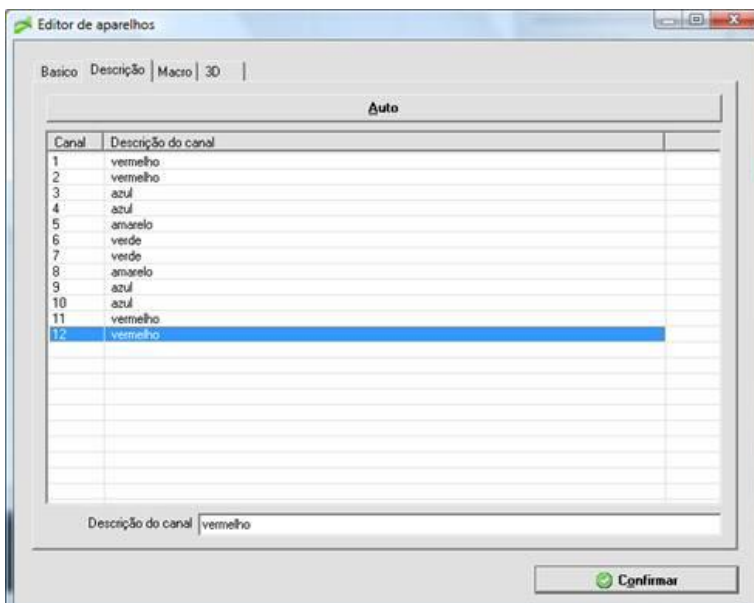 Editor de aparelhos
Basico Descrição Macro 3D
Auto
Canal Descrição do canal
1 vermelho
2 vermelho
3 azul
4 azul
5 amarelo
6 verde
7 verde
8 amarelo
9 azul
10 azul
11 vermelho
12 vermelho
Descrição do canal vermelho
Confirmar